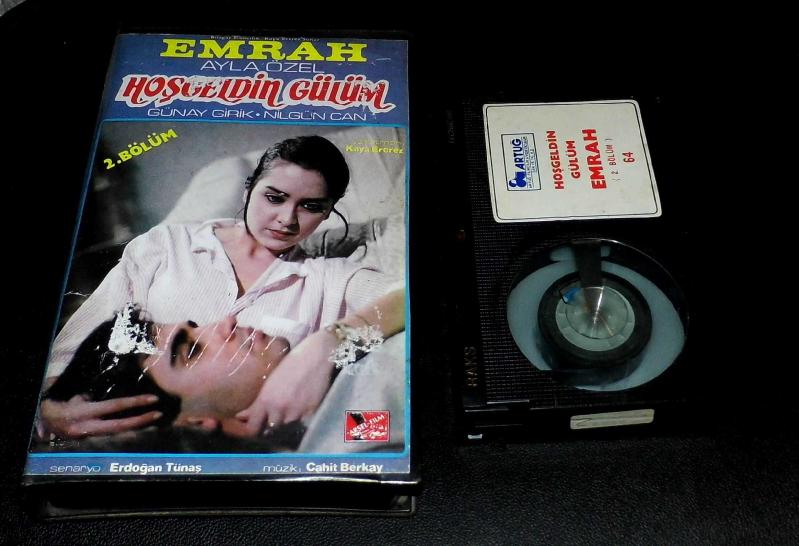 EMRAH
AYLA ÖZEL
HOŞGELDİN GÜLÜM
GÜNAY GİRİK • NİLGÜN CAN
2.BÖLÜM
Kaya Ererez
senaryo Erdoğan Tünaş
müzik: Cahit Berkay
ARTUĞ
HOŞGELDİN
GÜLÜM
EMRAH
( 2. BÖLÜM )
64
RAKS